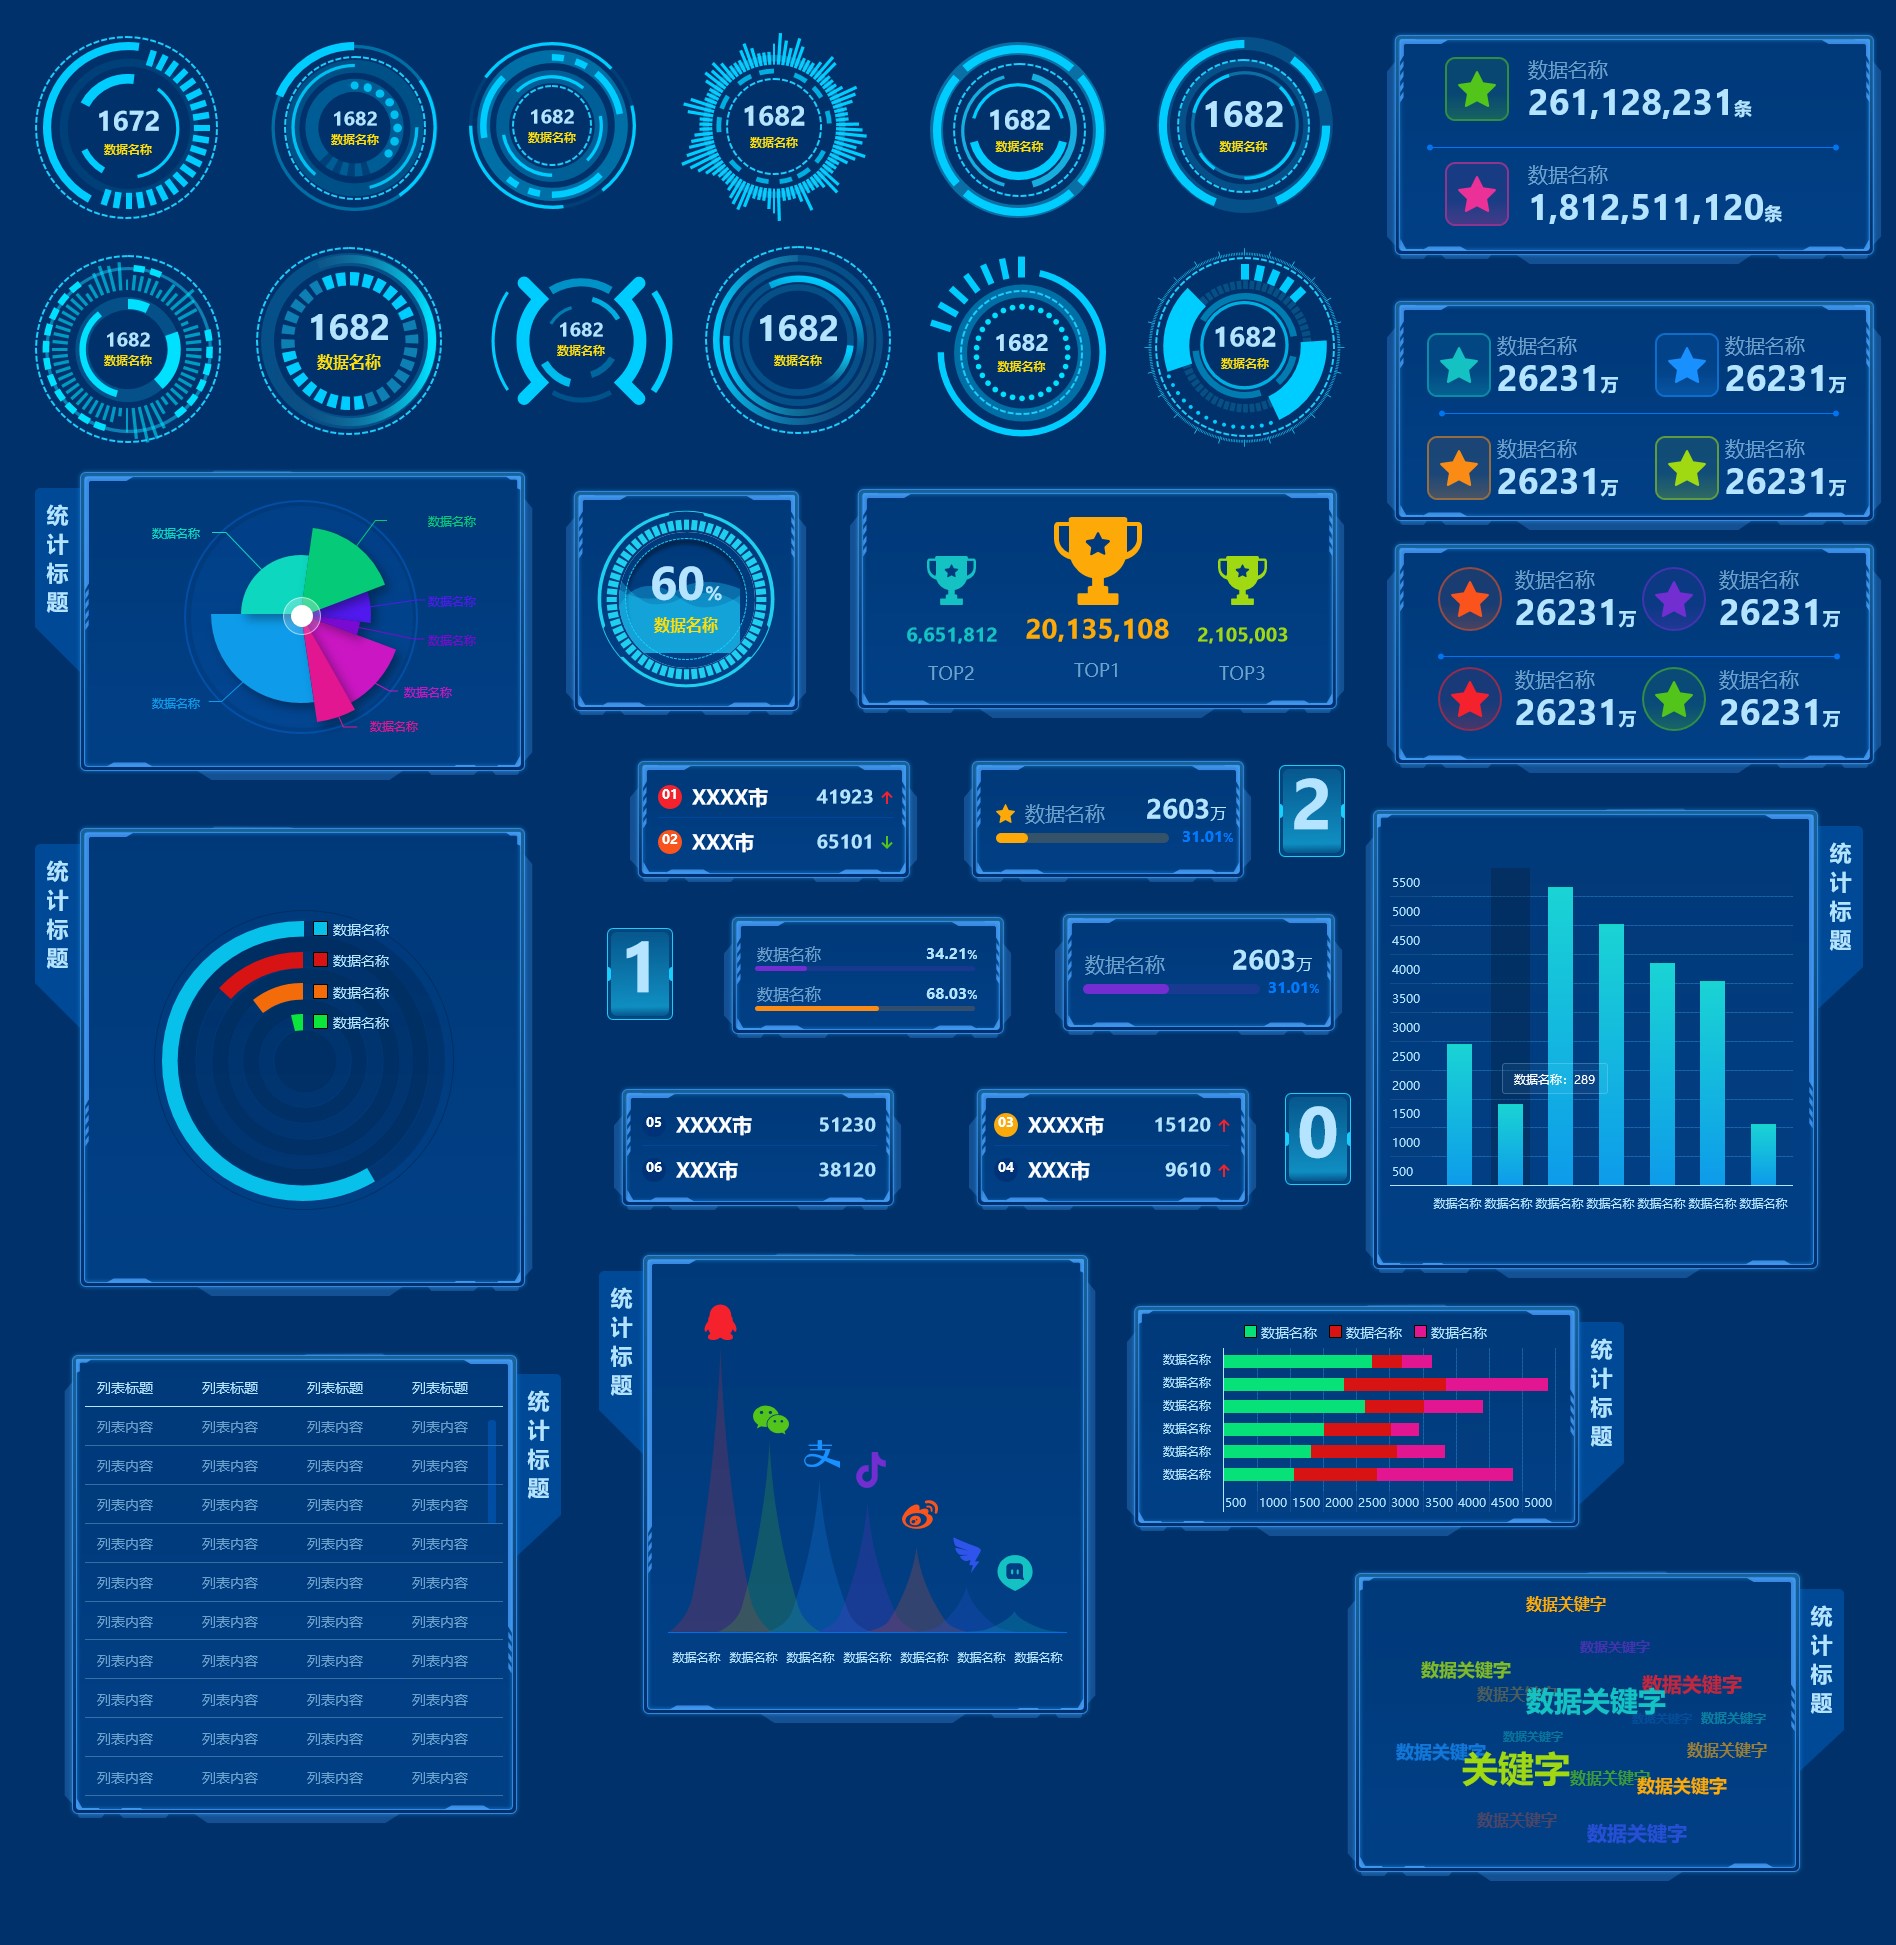 1672
数据名称
1682
数据名称
1682
数据名称
1682
数据名称
1682
数据名称
1682
数据名称
数据名称
261,128,231条
数据名称
1,812,511,120条
1682
数据名称
1682
数据名称
1682
数据名称
1682
数据名称
1682
数据名称
1682
数据名称
数据名称
26231万
数据名称
26231万
数据名称
26231万
数据名称
26231万
统计标题
数据名称
数据名称
数据名称
数据名称
数据名称
数据名称
数据名称
60%
数据名称
6,651,812
TOP2
20,135,108
TOP1
2,105,003
TOP3
数据名称
26231万
数据名称
26231万
数据名称
26231万
数据名称
26231万
01 XXXX市 41923
02 XXX市 65101
数据名称 2603万
31.01%
2
统计标题
数据名称
数据名称
数据名称
数据名称
1
数据名称 34.21%
数据名称 68.03%
数据名称 2603万
31.01%
统计标题
5500
5000
4500
4000
3500
3000
2500
2000
1500
1000
500
数据名称：289
数据名称 数据名称 数据名称 数据名称 数据名称 数据名称 数据名称
05 XXXX市 51230
06 XXX市 38120
03 XXXX市 15120
04 XXX市 9610
0
统计标题
数据名称 数据名称 数据名称 数据名称 数据名称 数据名称 数据名称
数据名称 数据名称 数据名称
数据名称
数据名称
数据名称
数据名称
数据名称
数据名称
500 1000 1500 2000 2500 3000 3500 4000 4500 5000
统计标题
列表标题 列表标题 列表标题 列表标题
列表内容 列表内容 列表内容 列表内容
列表内容 列表内容 列表内容 列表内容
列表内容 列表内容 列表内容 列表内容
列表内容 列表内容 列表内容 列表内容
列表内容 列表内容 列表内容 列表内容
列表内容 列表内容 列表内容 列表内容
列表内容 列表内容 列表内容 列表内容
列表内容 列表内容 列表内容 列表内容
列表内容 列表内容 列表内容 列表内容
列表内容 列表内容 列表内容 列表内容
统计标题
数据关键字
数据关键字
数据关键字
数据关键字
数据关键字
数据关键字
数据关键字
数据关键字
数据关键字
数据关键字
数据关键字
关键字
数据关键字
数据关键字
数据关键字
数据关键字
统计标题